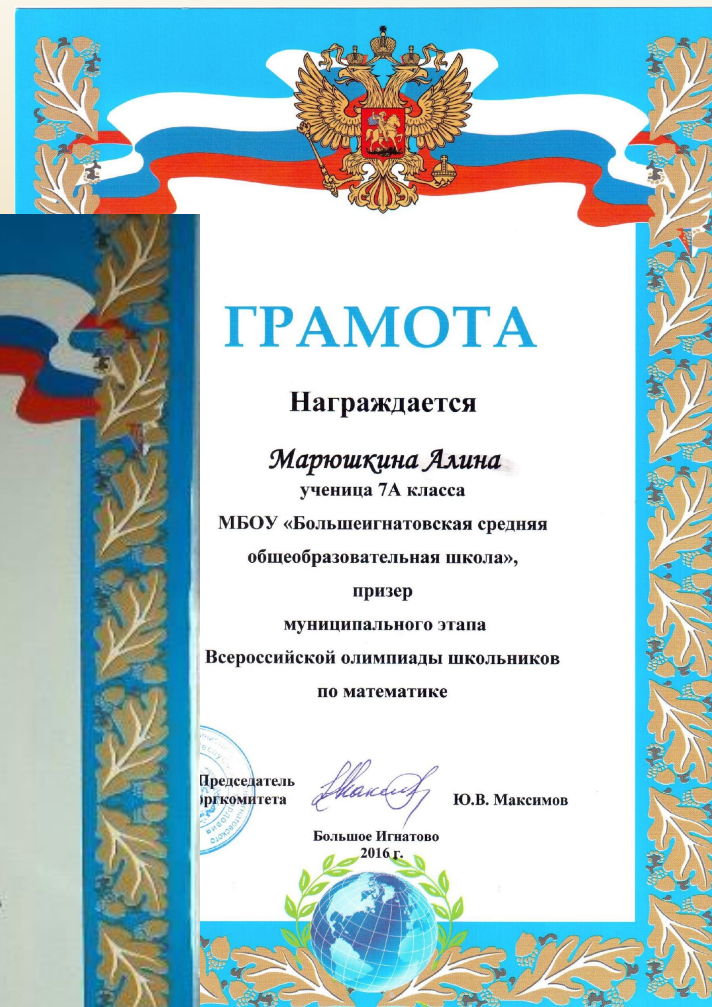 ГРАМОТА
Награждается
Марюшкина Алина
ученица 7А класса
МБОУ «Большеигнатовская средняя
общеобразовательная школа»,
призер
муниципального этапа
Всероссийской олимпиады школьников
по математике
Председатель
оргкомитета
Ю.В. Максимов
Большое Игнатово
2016 г.